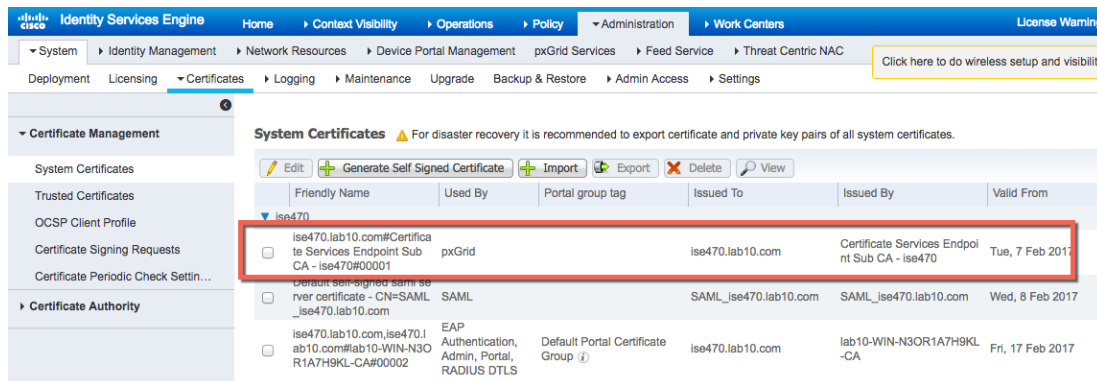 cisco Identity Services Engine Home Context Visibility Operations Policy Administration Work Centers License Warnin
System Identity Management Network Resources Device Portal Management pxGrid Services Feed Service Threat Centric NAC
Click here to do wireless setup and visibilit
Deployment Licensing Certificates Logging Maintenance Upgrade Backup & Restore Admin Access Settings
Certificate Management
System Certificates
Trusted Certificates
OCSP Client Profile
Certificate Signing Requests
Certificate Periodic Check Settin...
Certificate Authority
System Certificates For disaster recovery it is recommended to export certificate and private key pairs of all system certificates.
Edit Generate Self Signed Certificate Import Export Delete View
Friendly Name Used By Portal group tag Issued To Issued By Valid From
ise470
ise470.lab10.com#Certifica
te Services Endpoint Sub
CA - ise470#00001
pxGrid
ise470.lab10.com
Certificate Services Endpoi
nt Sub CA - ise470
Tue, 7 Feb 2017
Default self-signed saml se
rver certificate - CN=SAML
_ise470.lab10.com
SAML
SAML_ise470.lab10.com
SAML_ise470.lab10.com
Wed, 8 Feb 2017
ise470.lab10.com,ise470.l
ab10.com#lab10-WIN-N3O
R1A7H9KL-CA#00002
EAP
Authentication,
Admin, Portal,
RADIUS DTLS
Default Portal Certificate
Group
ise470.lab10.com
lab10-WIN-N3OR1A7H9KL
-CA
Fri, 17 Feb 2017